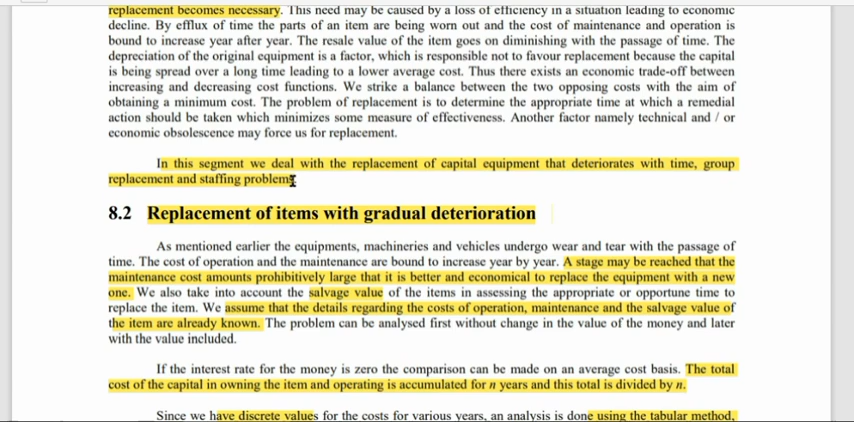 replacement becomes necessary. This need may be caused by a loss of efficiency in a situation leading to economic
decline. By efflux of time the parts of an item are being worn out and the cost of maintenance and operation is
bound to increase year after year. The resale value of the item goes on diminishing with the passage of time. The
depreciation of the original equipment is a factor, which is responsible not to favour replacement because the capital
is being spread over a long time leading to a lower average cost. Thus there exists an economic trade-off between
increasing and decreasing cost functions. We strike a balance between the two opposing costs with the aim of
obtaining a minimum cost. The problem of replacement is to determine the appropriate time at which a remedial
action should be taken which minimizes some measure of effectiveness. Another factor namely technical and / or
economic obsolescence may force us for replacement.
In this segment we deal with the replacement of capital equipment that deteriorates with time, group
replacement and staffing problems.
8.2 Replacement of items with gradual deterioration
As mentioned earlier the equipments, machineries and vehicles undergo wear and tear with the passage of
time. The cost of operation and the maintenance are bound to increase year by year. A stage may be reached that the
maintenance cost amounts prohibitively large that it is better and economical to replace the equipment with a new
one. We also take into account the salvage value of the items in assessing the appropriate or opportune time to
replace the item. We assume that the details regarding the costs of operation, maintenance and the salvage value of
the item are already known. The problem can be analysed first without change in the value of the money and later
with the value included.
If the interest rate for the money is zero the comparison can be made on an average cost basis. The total
cost of the capital in owning the item and operating is accumulated for n years and this total is divided by n.
Since we have discrete values for the costs for various years, an analysis is done using the tabular method,